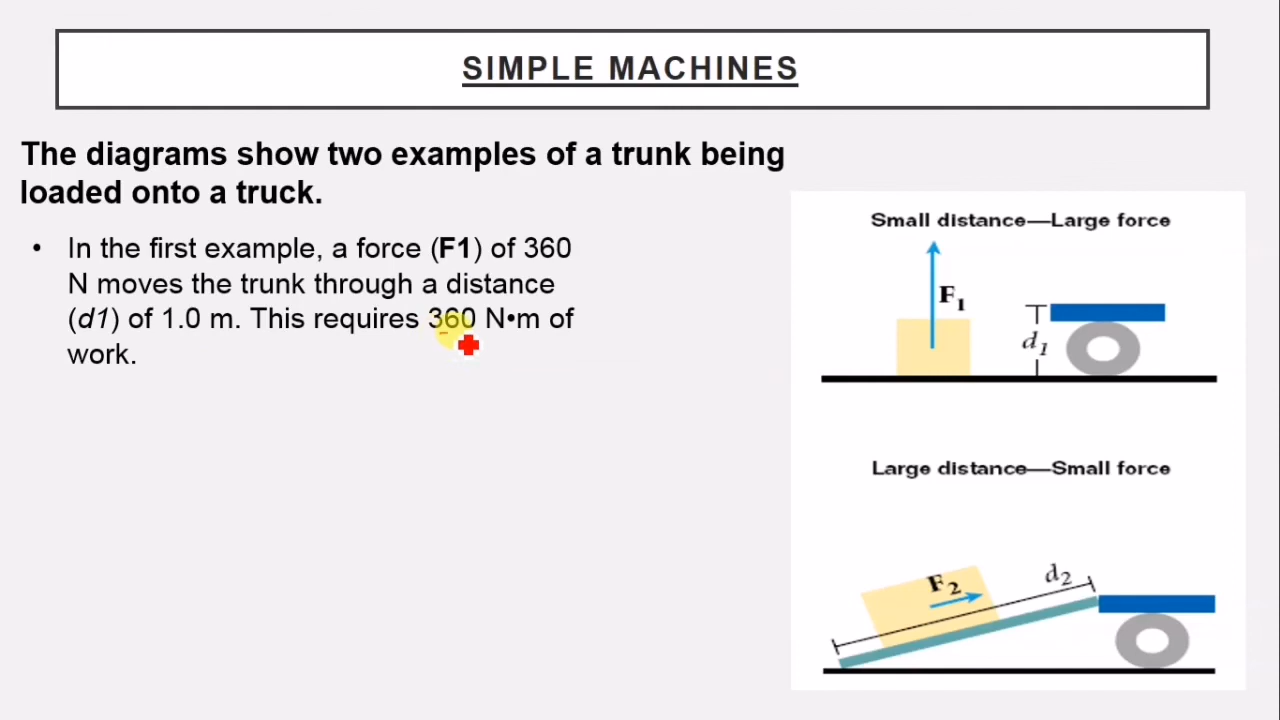 SIMPLE MACHINES
The diagrams show two examples of a trunk being
loaded onto a truck.
• In the first example, a force (F1) of 360
N moves the trunk through a distance
(d1) of 1.0 m. This requires 360 N•m of
work.
Small distance—Large force
F1
d1
Large distance—Small force
F2
d2